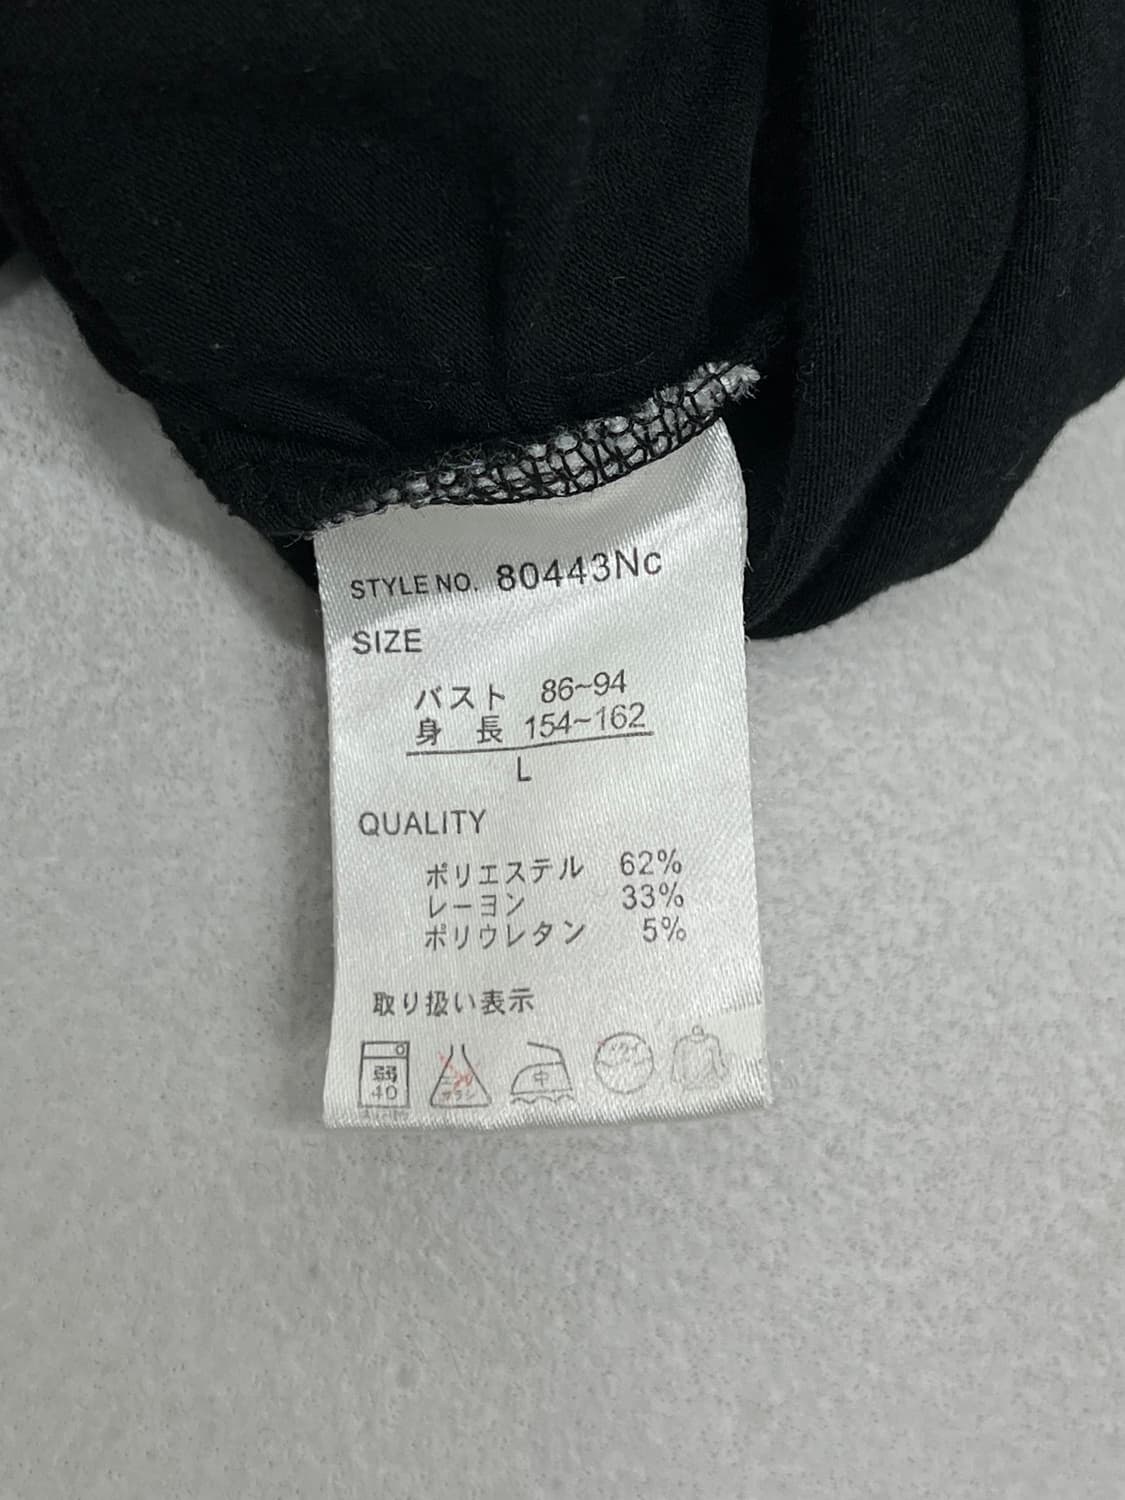 STYLE NO. 80443Nc
SIZE
バスト 86~94
身 長 154~162
L
QUALITY
ポリエステル 62%
レーヨン 33%
ポリウレタン 5%
取り扱い表示
弱
40
中